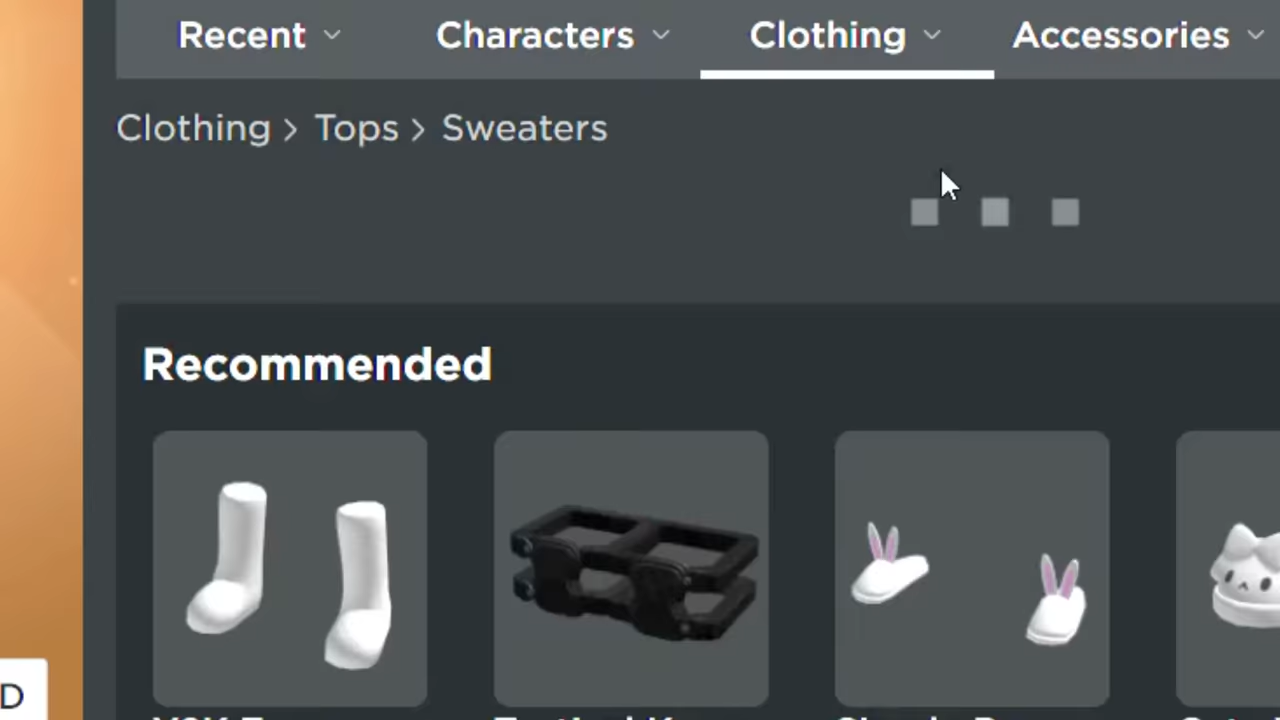 Recent Characters Clothing Accessories
Clothing > Tops > Sweaters
Recommended
D